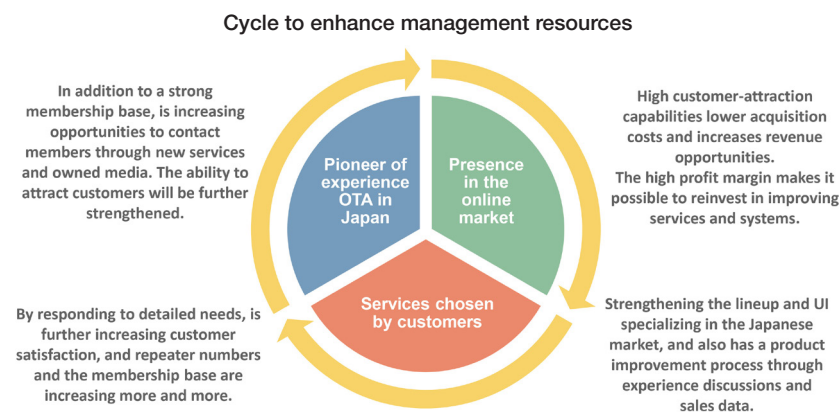 Cycle to enhance management resources
In addition to a strong
membership base, is increasing
opportunities to contact
members through new services
and owned media. The ability to
attract customers will be further
strengthened.
Pioneer of
experience
OTA in
Japan
Presence
in the
online
market
High customer-attraction
capabilities lower acquisition
costs and increases revenue
opportunities.
The high profit margin makes it
possible to reinvest in improving
services and systems.
By responding to detailed needs, is
further increasing customer
satisfaction, and repeater numbers
and the membership base are
increasing more and more.
Services chosen
by customers
Strengthening the lineup and UI
specializing in the Japanese
market, and also has a product
improvement process through
experience discussions and
sales data.